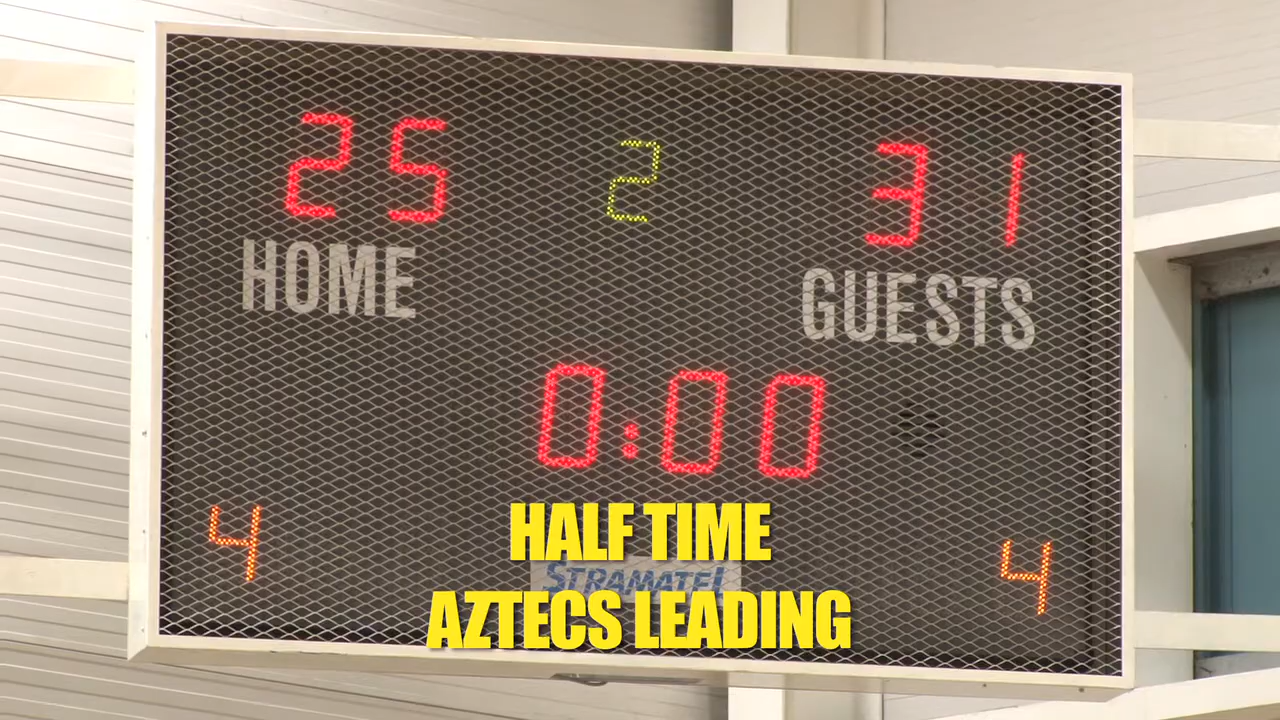 25 2 31
HOME GUESTS
0:00
4 4
HALF TIME
STRAMATEL
AZTECS LEADING